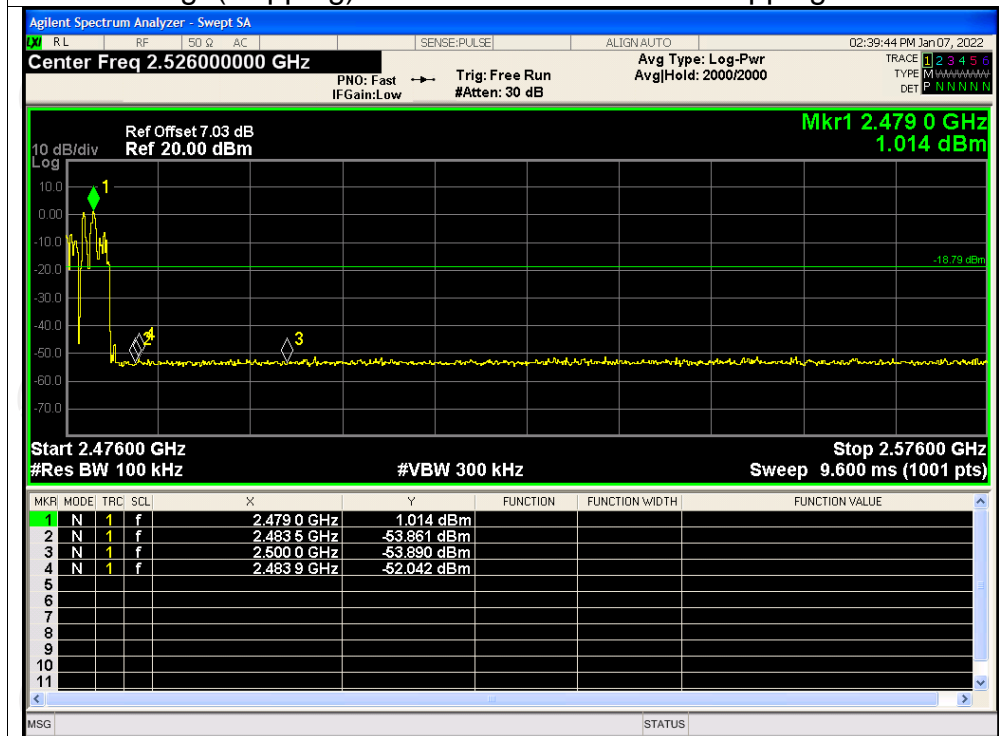 Agilent Spectrum Analyzer - Swept SA
LXI RL RF 50 Ω AC SENSE:PULSE ALIGN AUTO 02:39:44 PM Jan 07, 2022
Center Freq 2.526000000 GHz
PNO: Fast
IFGain:Low
Trig: Free Run
#Atten: 30 dB
Avg Type: Log-Pwr
Avg|Hold: 2000/2000
TRACE 1 2 3 4 5 6
TYPE M
DET P N N N N N
Mkr1 2.479 0 GHz
1.014 dBm
Ref Offset 7.03 dB
10 dB/div Ref 20.00 dBm
Log
10.0
0.00
-10.0
-20.0
-30.0
-40.0
-50.0
-60.0
-70.0
1
2
4
3
-18.79 dBm
Start 2.47600 GHz Stop 2.57600 GHz
#Res BW 100 kHz #VBW 300 kHz Sweep 9.600 ms (1001 pts)
MKR MODE TRC SCL X Y FUNCTION FUNCTION WIDTH FUNCTION VALUE
1 N 1 f 2.479 0 GHz 1.014 dBm
2 N 1 f 2.483 5 GHz -53.861 dBm
3 N 1 f 2.500 0 GHz -53.890 dBm
4 N 1 f 2.483 9 GHz -52.042 dBm
5
6
7
8
9
10
11
MSG STATUS